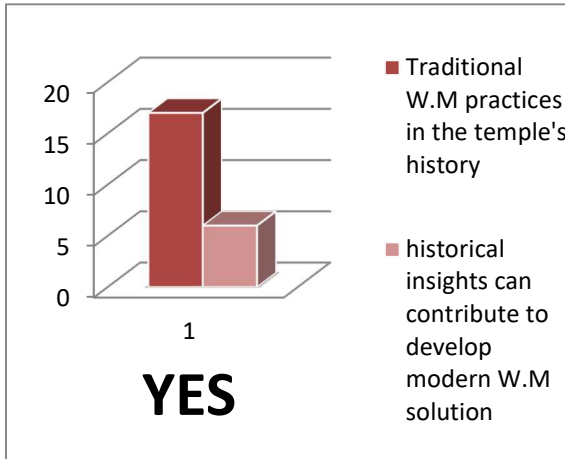 20
15
10
5
0
1
YES
Traditional
W.M practices
in the temple's
history
historical
insights can
contribute to
develop
modern W.M
solution